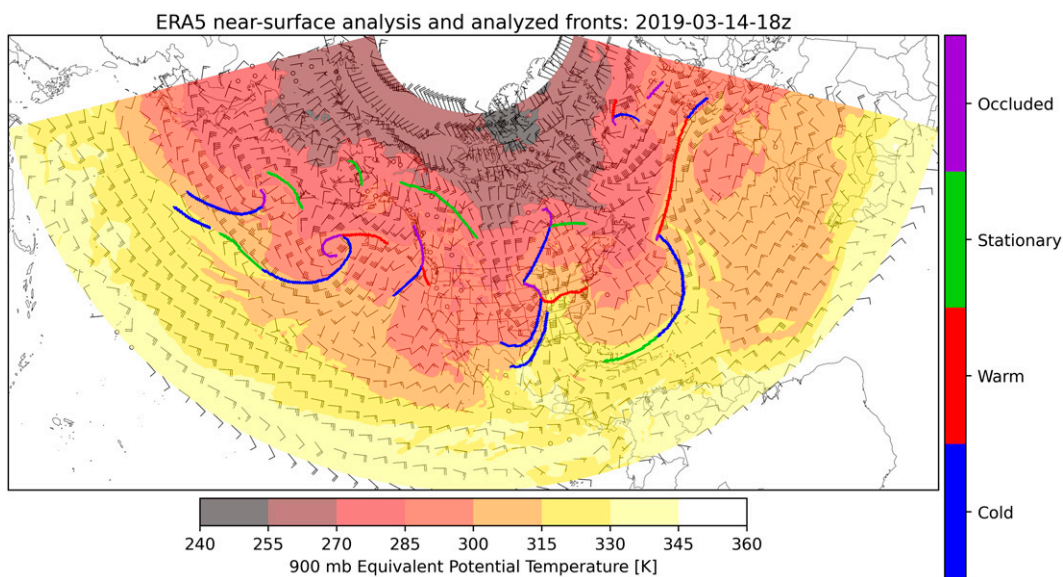 ERA5 near-surface analysis and analyzed fronts: 2019-03-14-18z
Occluded
Stationary
Warm
Cold
240 255 270 285 300 315 330 345 360
900 mb Equivalent Potential Temperature [K]